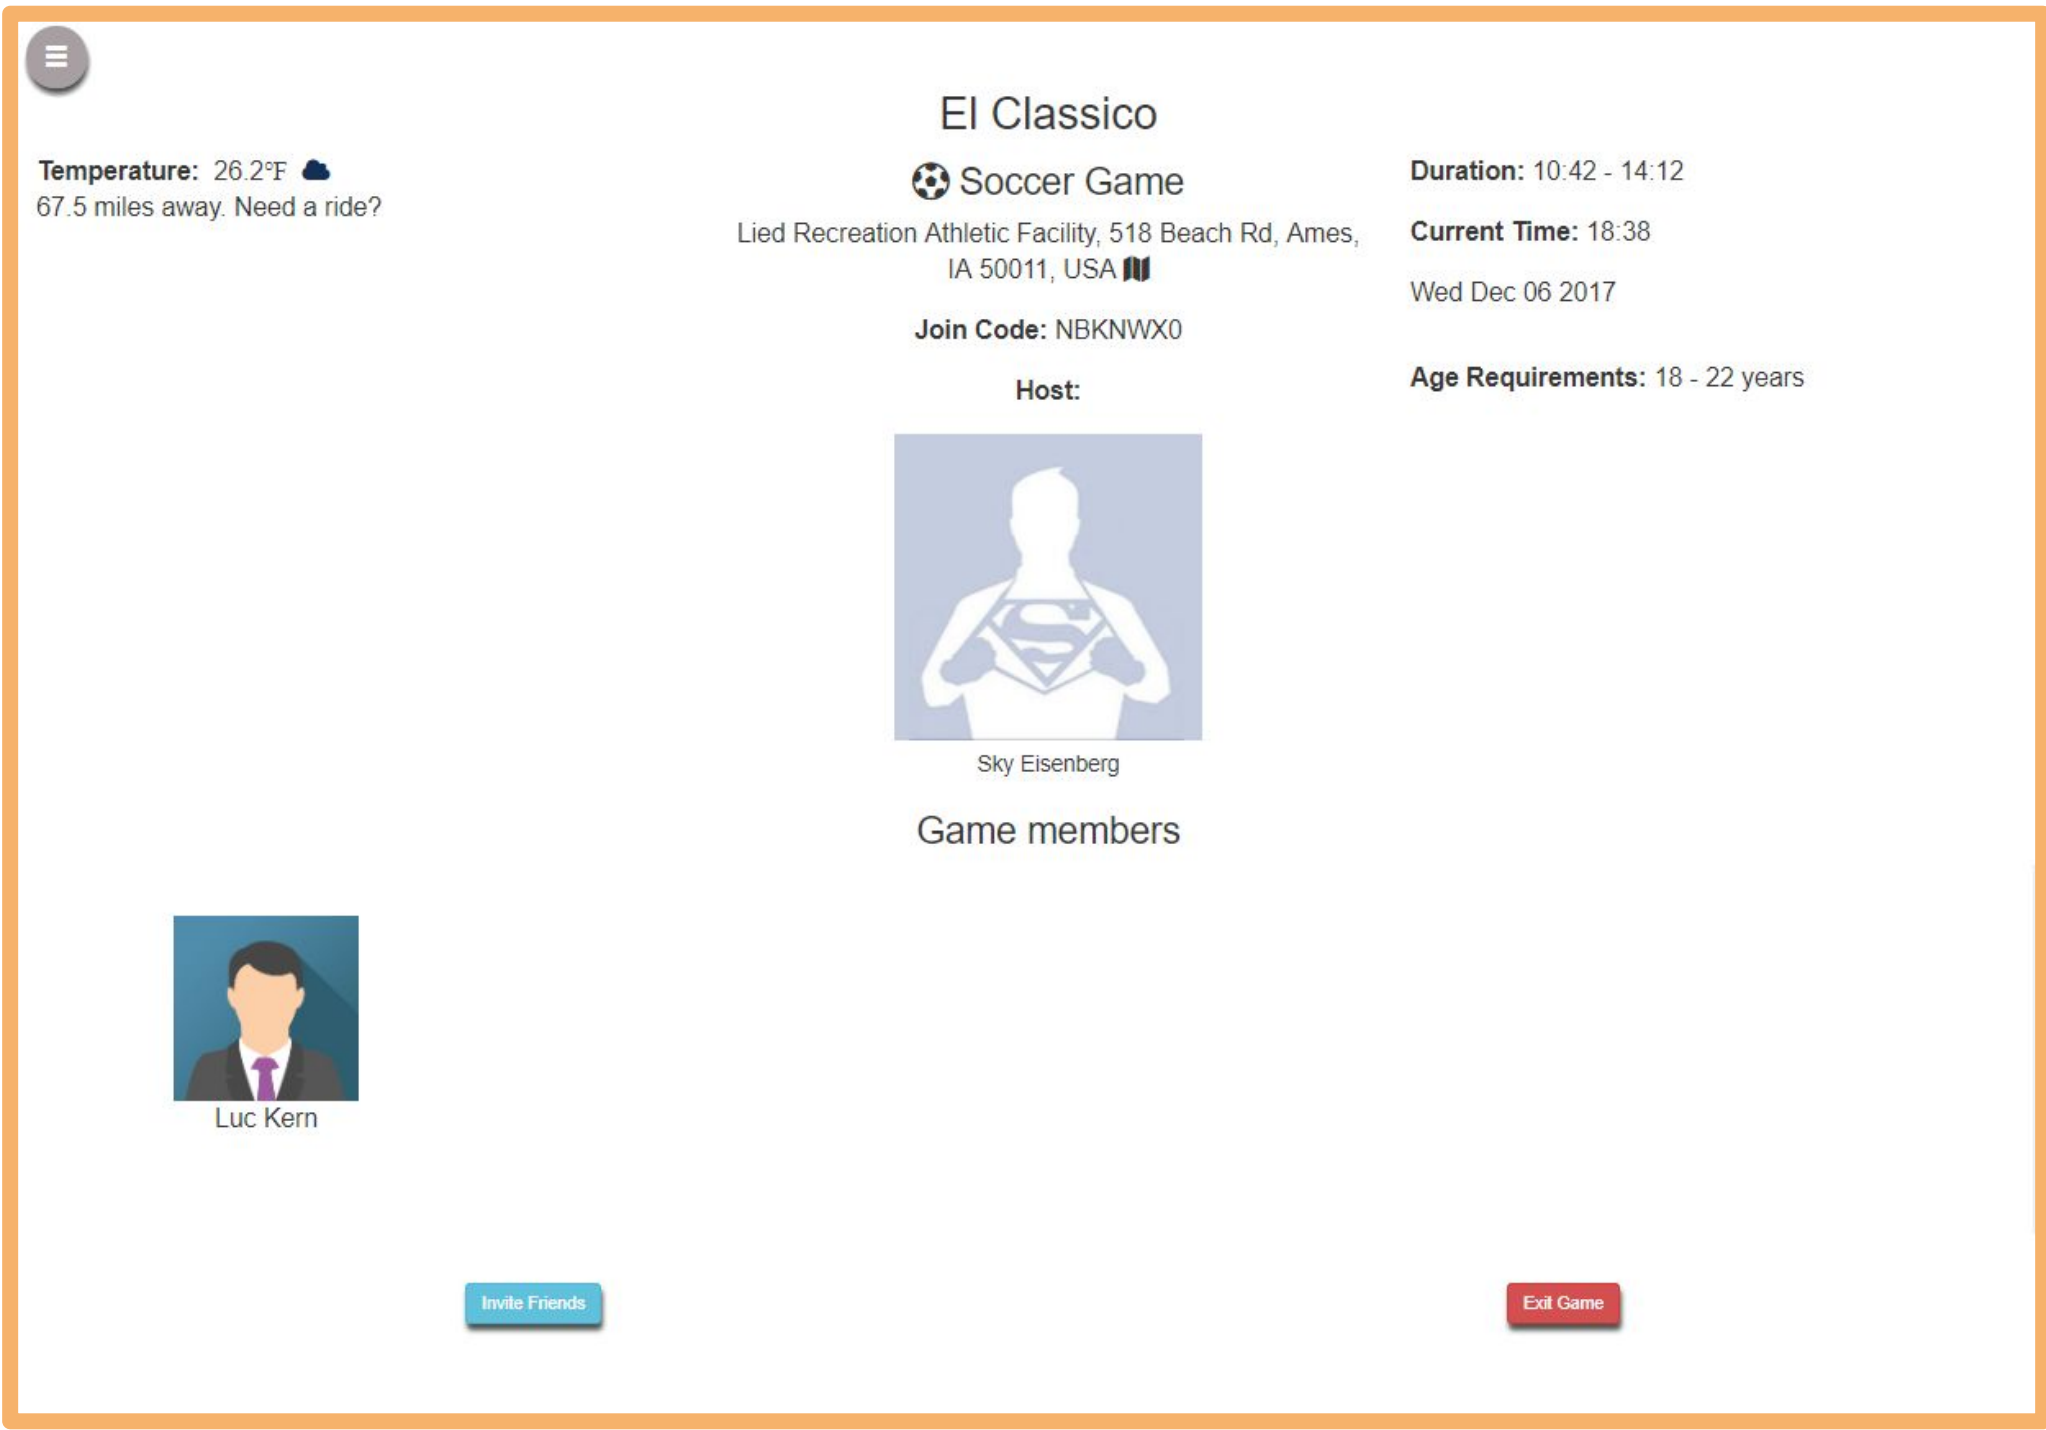 El Classico
Temperature: 26.2°F
67.5 miles away. Need a ride?
Soccer Game
Lied Recreation Athletic Facility, 518 Beach Rd, Ames,
IA 50011, USA
Join Code: NBKNWX0
Host:
Duration: 10:42 - 14:12
Current Time: 18:38
Wed Dec 06 2017
Age Requirements: 18 - 22 years
Sky Eisenberg
Game members
Luc Kern
Invite Friends
Exit Game